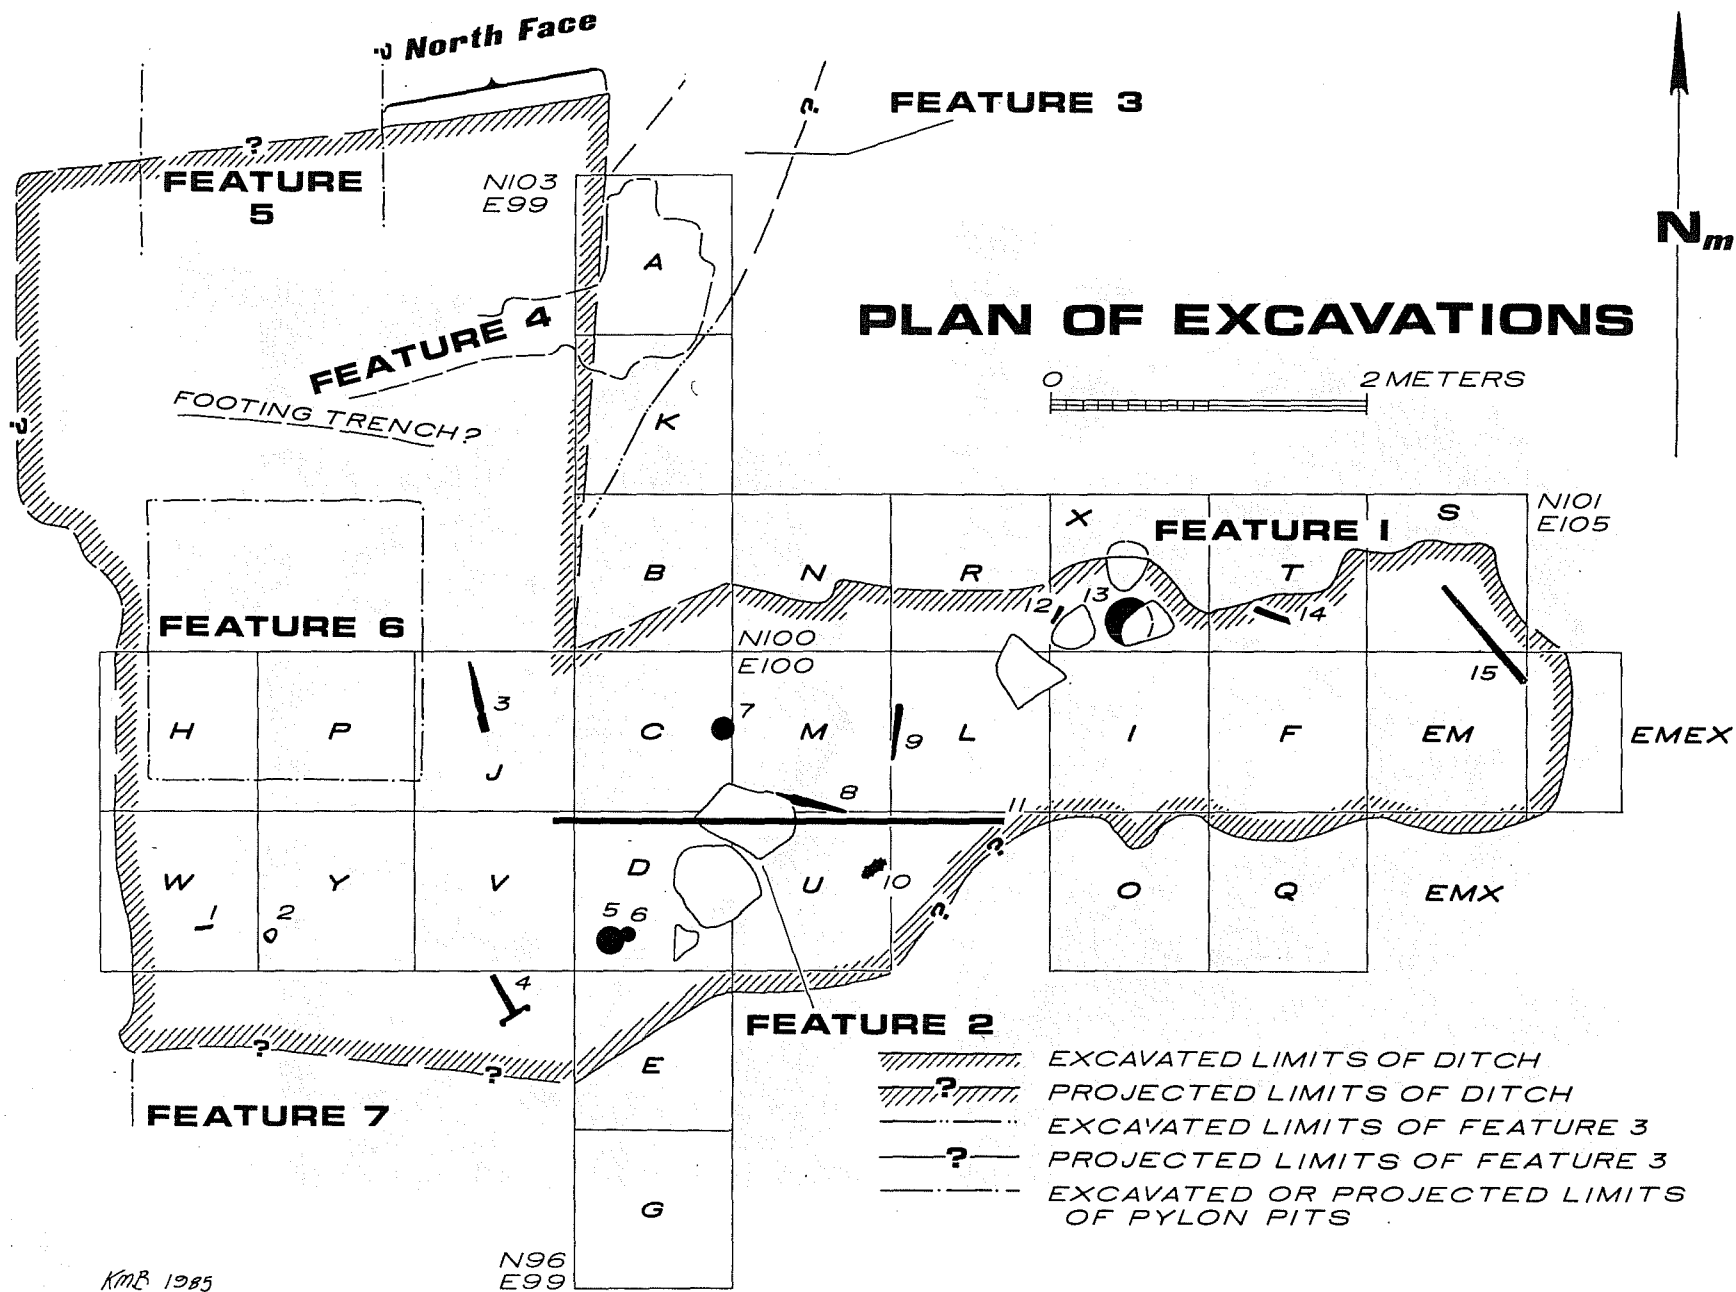 ? North Face
FEATURE 3
?
?
FEATURE
5
N103
E99
Nm
A
PLAN OF EXCAVATIONS
FEATURE 4
0 2 METERS
FOOTING TRENCH?
?
K
X
S
N101
E105
FEATURE 1
B
N
R
T
12
13
14
FEATURE 6
N100
E100
15
3
7
H
P
C
M
9
L
I
F
EM
EMEX
J
8
11
?
D
W
Y
V
U
10
O
Q
EMX
1
2
5
6
?
4
FEATURE 2
?
?
E
EXCAVATED LIMITS OF DITCH
? PROJECTED LIMITS OF DITCH
FEATURE 7
EXCAVATED LIMITS OF FEATURE 3
? PROJECTED LIMITS OF FEATURE 3
EXCAVATED OR PROJECTED LIMITS
OF PYLON PITS
G
N96
E99
KMB 1985